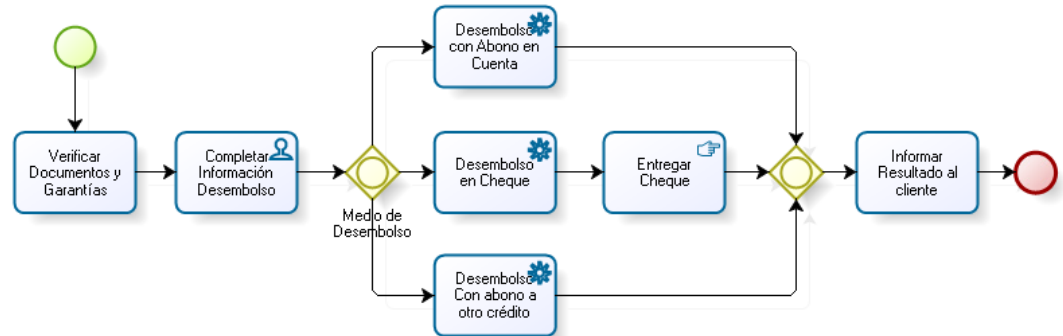 Verificar
Documentos y
Garantías
Completar
Información
Desembolso
Medio de
Desembolso
Desembolso
con Abono en
Cuenta
Desembolso
en Cheque
Entregar
Cheque
Desembolso
Con abono a
otro crédito
Informar
Resultado al
cliente